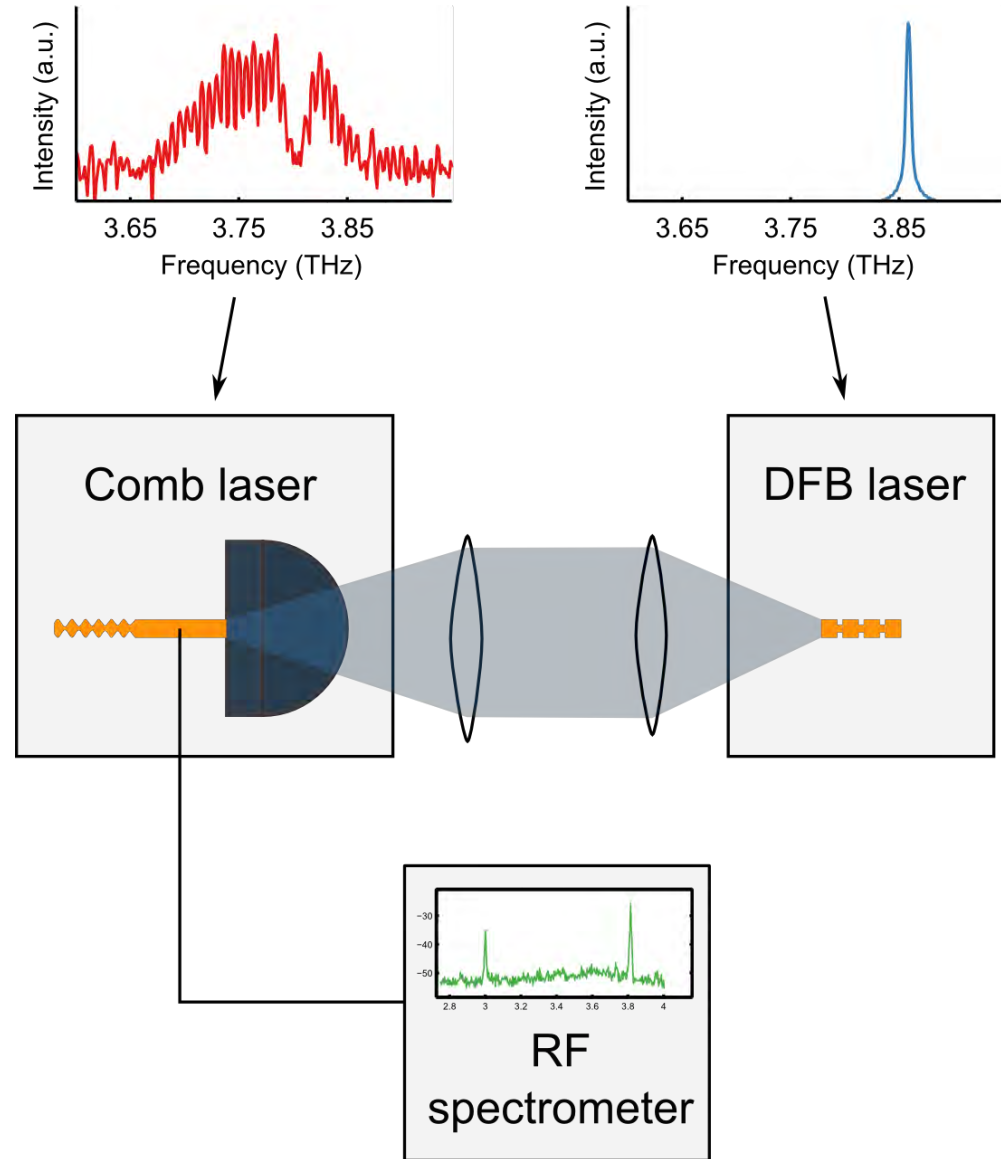 Intensity (a.u.)
3.65 3.75 3.85
Frequency (THz)
Intensity (a.u.)
3.65 3.75 3.85
Frequency (THz)
Comb laser
DFB laser
−30
−40
−50
2.8 3 3.2 3.4 3.6 3.8 4
RF
spectrometer